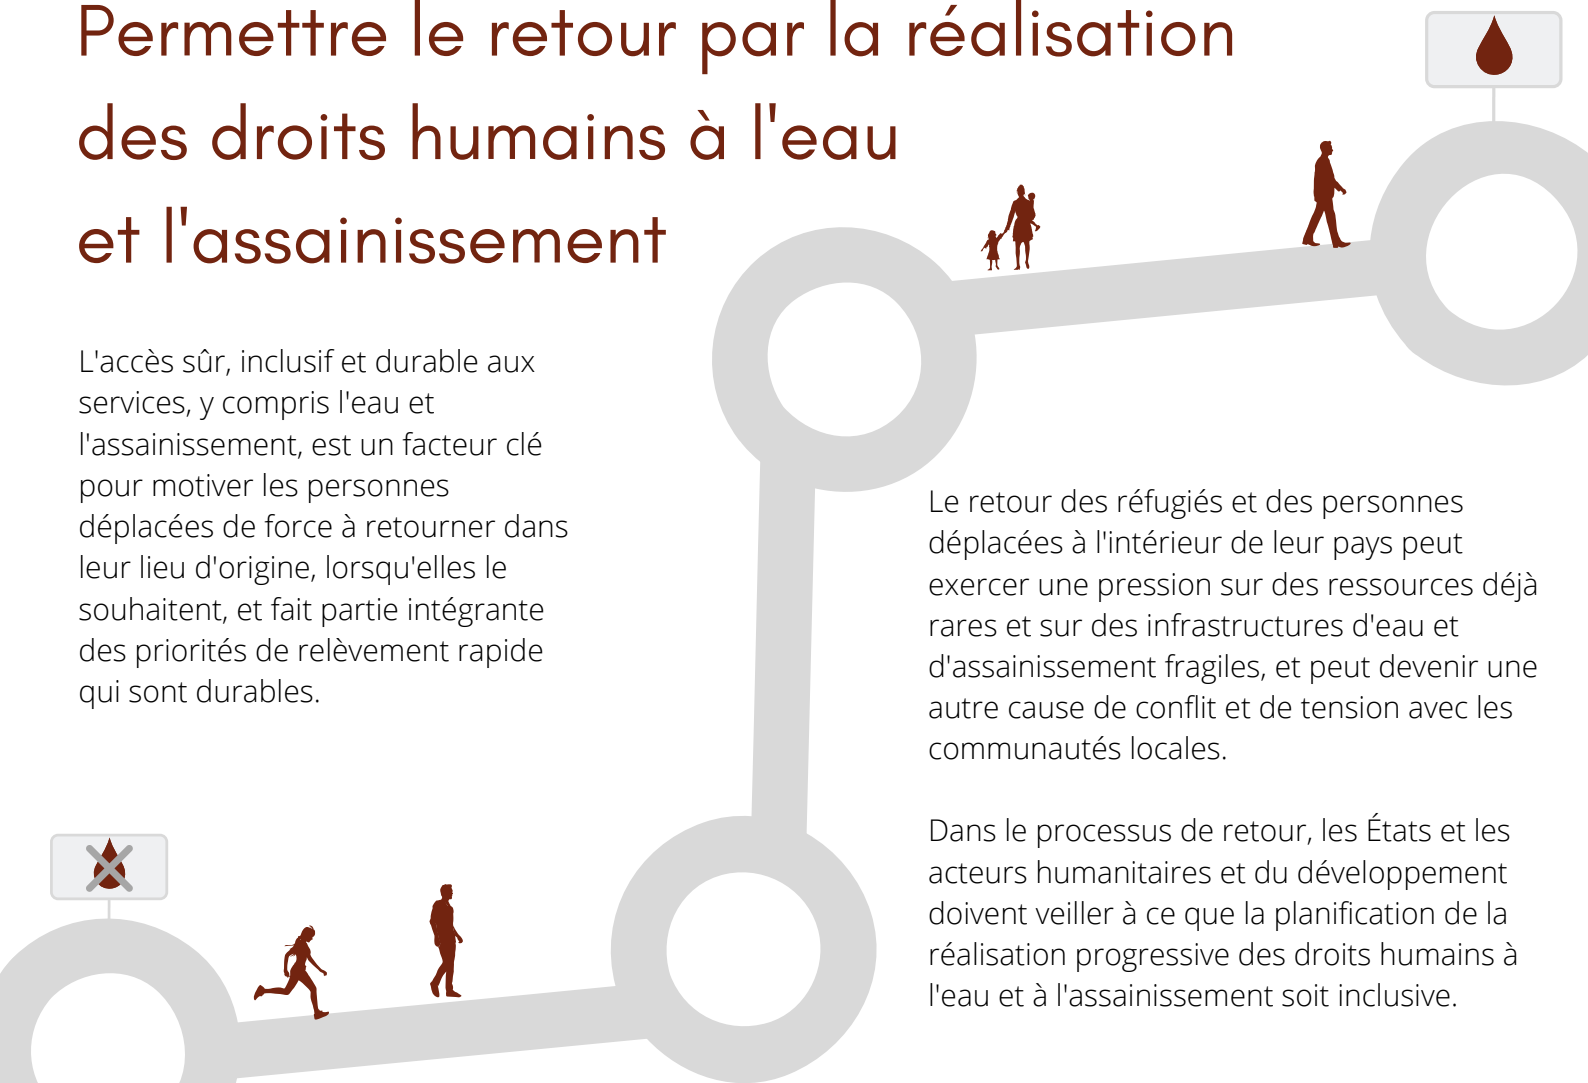 Permettre le retour par la réalisation
des droits humains à l'eau
et l'assainissement
L'accès sûr, inclusif et durable aux
services, y compris l'eau et
l'assainissement, est un facteur clé
pour motiver les personnes
déplacées de force à retourner dans
leur lieu d'origine, lorsqu'elles le
souhaitent, et fait partie intégrante
des priorités de relèvement rapide
qui sont durables.
Le retour des réfugiés et des personnes
déplacées à l'intérieur de leur pays peut
exercer une pression sur des ressources déjà
rares et sur des infrastructures d'eau et
d'assainissement fragiles, et peut devenir une
autre cause de conflit et de tension avec les
communautés locales.
Dans le processus de retour, les États et les
acteurs humanitaires et du développement
doivent veiller à ce que la planification de la
réalisation progressive des droits humains à
l'eau et à l'assainissement soit inclusive.